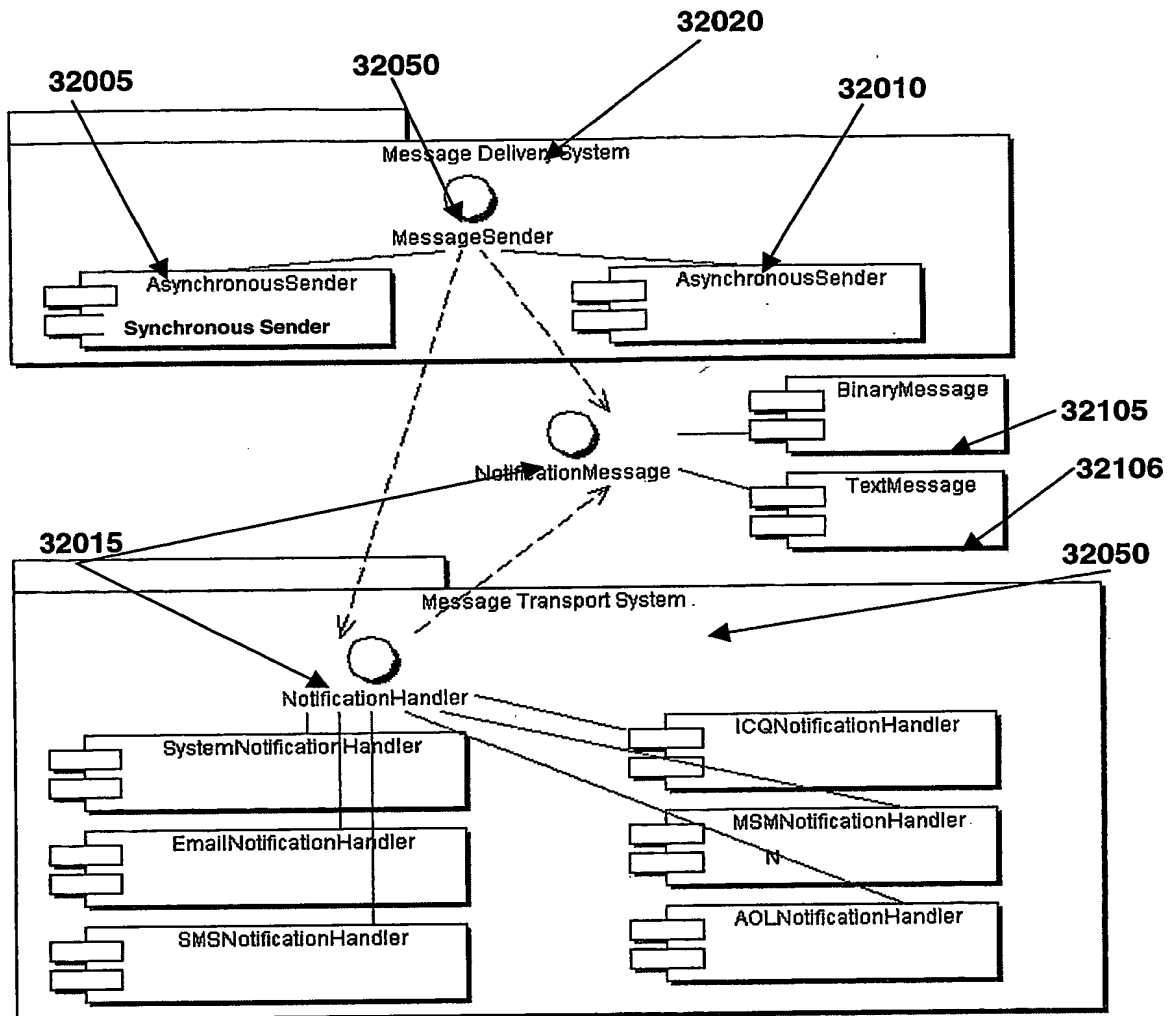 32020
32005
32050
32010
Message Delivery System
MessageSender
AsynchronousSender
AsynchronousSender
Synchronous Sender
BinaryMessage
32105
NotificationMessage
32106
TextMessage
32015
32050
Message Transport System
NotificationHandler
ICQNotificationHandler
SystemNotificationHandler
MSMNotificationHandler
N
EmailNotificationHandler
AOLNotificationHandler
SMSNotificationHandler